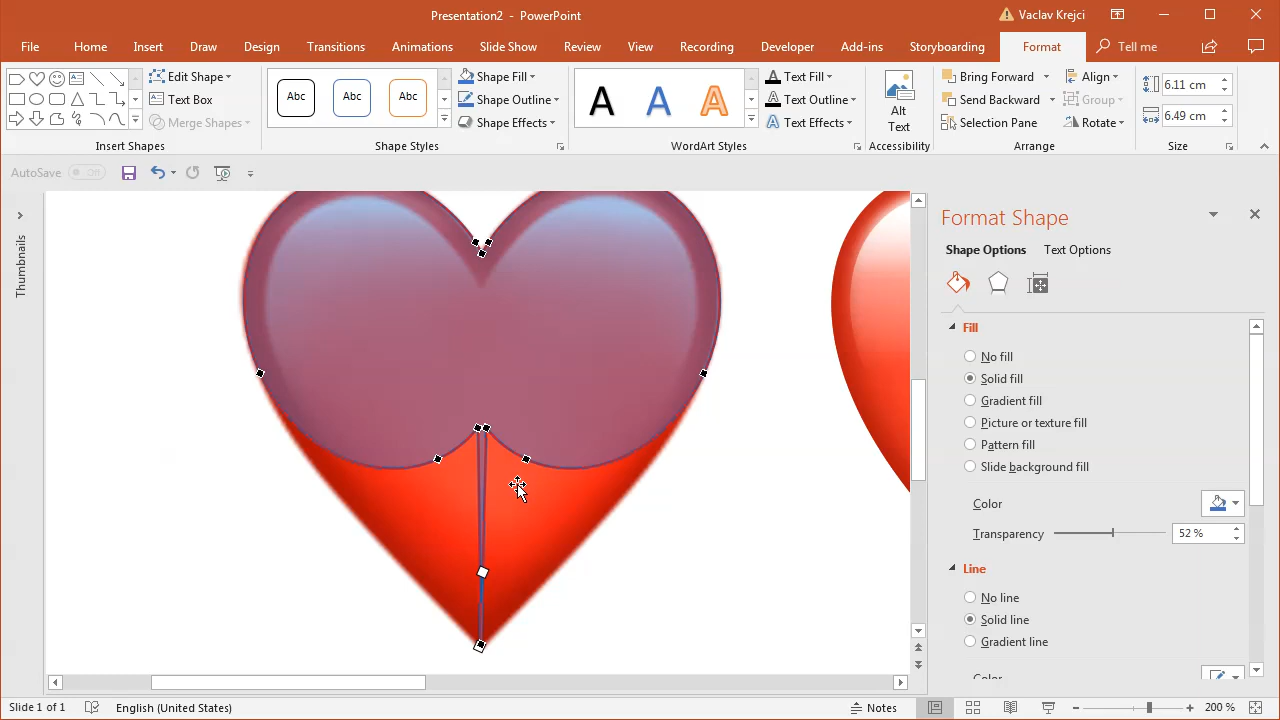 Presentation2 - PowerPoint
Vaclav Krejci
File Home Insert Draw Design Transitions Animations Slide Show Review View Recording Developer Add-ins Storyboarding Format Tell me
Edit Shape
Merge Shapes
Insert Shapes
Abc Abc Abc
Shape Fill
Shape Outline
Shape Effects
Shape Styles
A A A
Text Fill
Text Outline
Text Effects
WordArt Styles
Alt
Text
Accessibility
Bring Forward
Send Backward
Selection Pane
Align
Group
Rotate
Arrange
6.11 cm
6.49 cm
Size
AutoSave Off
Thumbnails
Format Shape
Shape Options Text Options
Fill
No fill
Solid fill
Gradient fill
Picture or texture fill
Pattern fill
Slide background fill
Color
Transparency 52 %
Line
No line
Solid line
Gradient line
Slide 1 of 1 English (United States) Notes 200 %